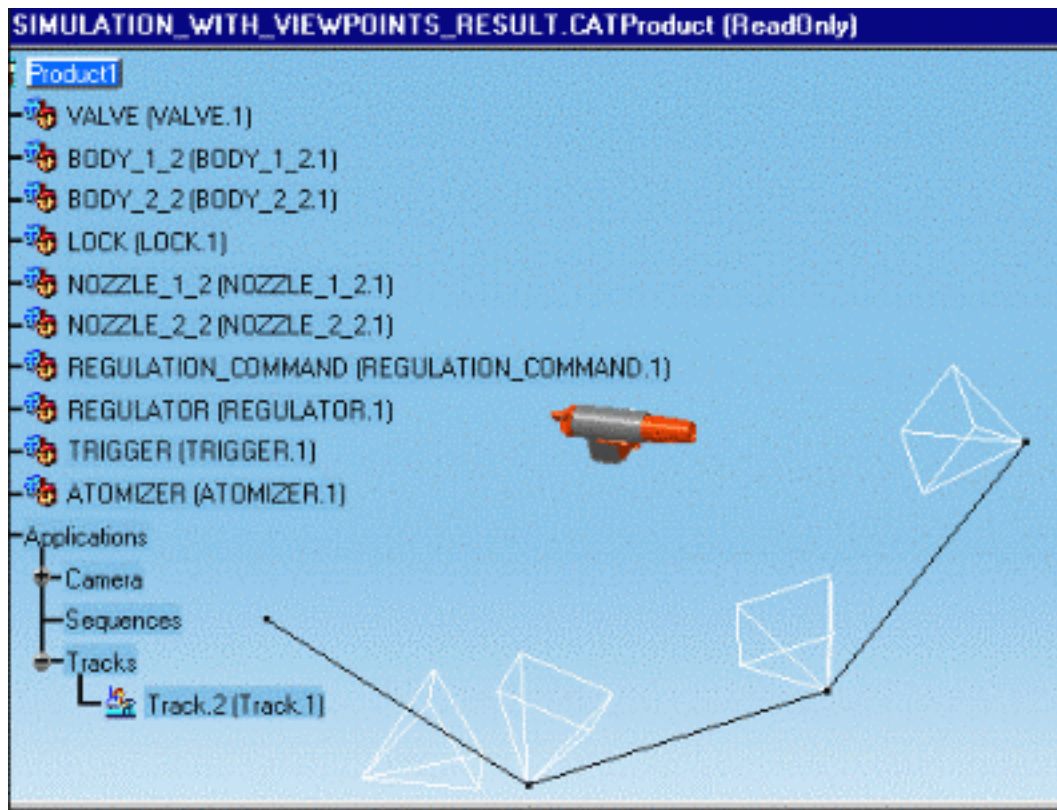 SIMULATION_WITH_VIEWPOINTS_RESULT.CATProduct (ReadOnly)
Product1
VALVE (VALVE.1)
BODY_1_2 (BODY_1_2.1)
BODY_2_2 (BODY_2_2.1)
LOCK (LOCK.1)
NOZZLE_1_2 (NOZZLE_1_2.1)
NOZZLE_2_2 (NOZZLE_2_2.1)
REGULATION_COMMAND (REGULATION_COMMAND.1)
REGULATOR (REGULATOR.1)
TRIGGER (TRIGGER.1)
ATOMIZER (ATOMIZER.1)
Applications
Camera
Sequences
Tracks
Track.2 (Track.1)